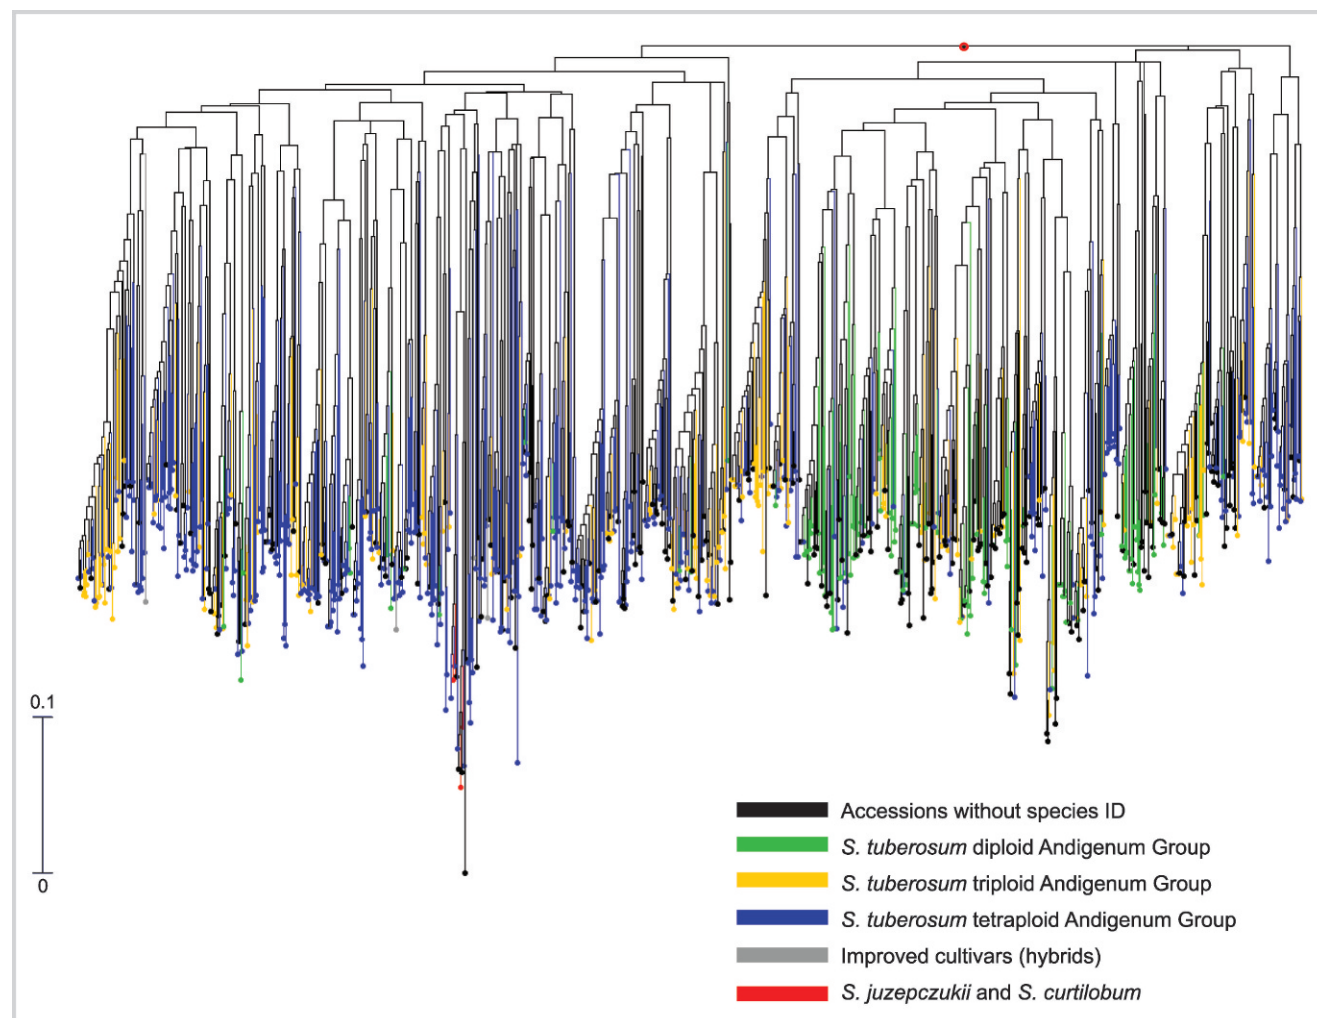 0.1
0
Accessions without species ID
S. tuberosum diploid Andigenum Group
S. tuberosum triploid Andigenum Group
S. tuberosum tetraploid Andigenum Group
Improved cultivars (hybrids)
S. juzepczukii and S. curtilobum